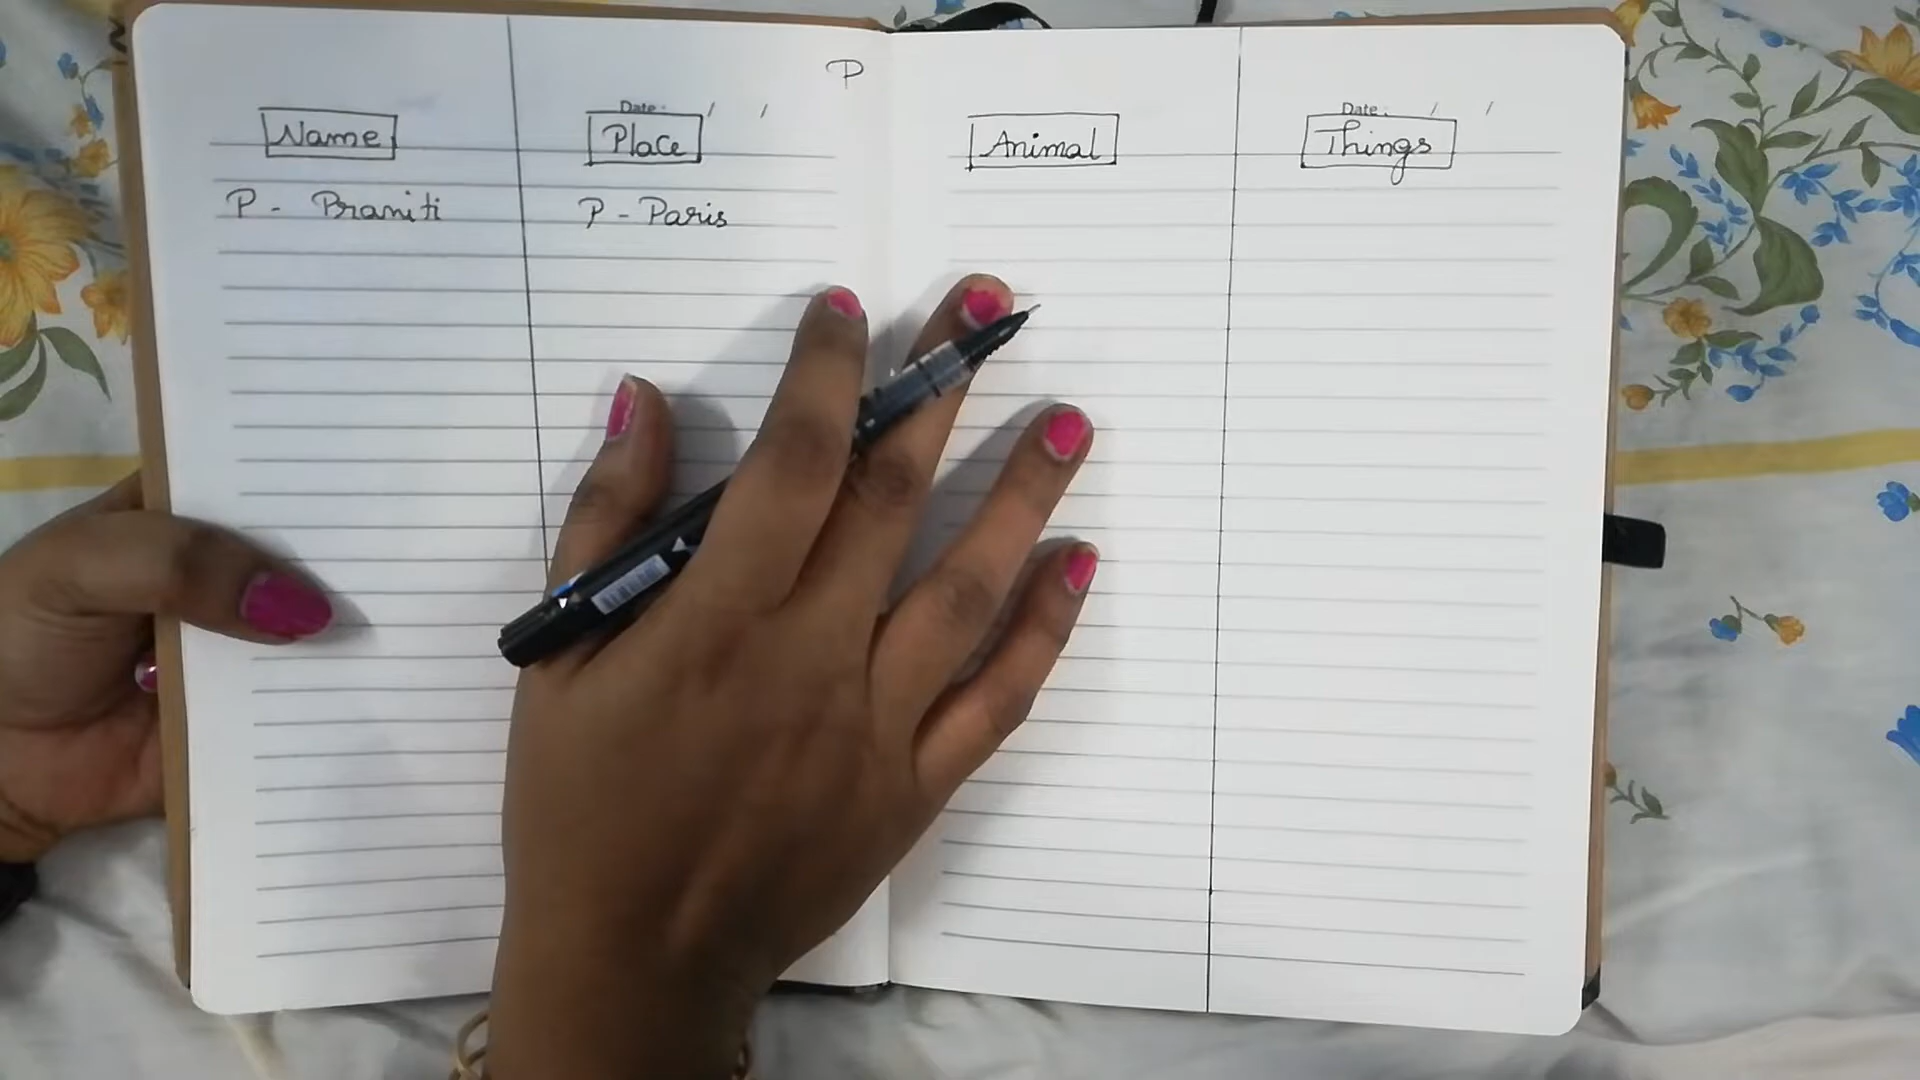 P
Date: / /
Date: / /
Name
Place
Animal
Things
P - Praniti
P - Paris